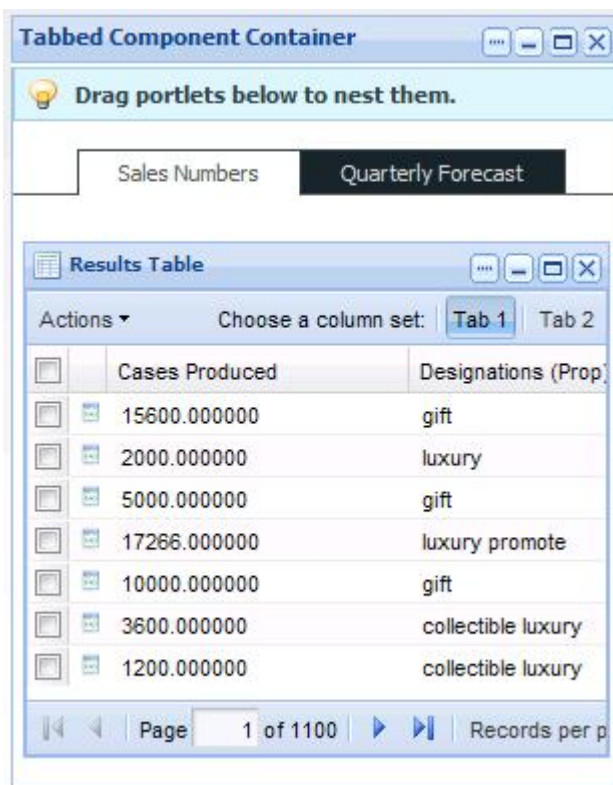 Tabbed Component Container
Drag portlets below to nest them.
Sales Numbers Quarterly Forecast
Results Table
Actions Choose a column set: Tab 1 Tab 2
Cases Produced Designations (Prop)
15600.000000 gift
2000.000000 luxury
5000.000000 gift
17266.000000 luxury promote
10000.000000 gift
3600.000000 collectible luxury
1200.000000 collectible luxury
Page 1 of 1100 Records per p